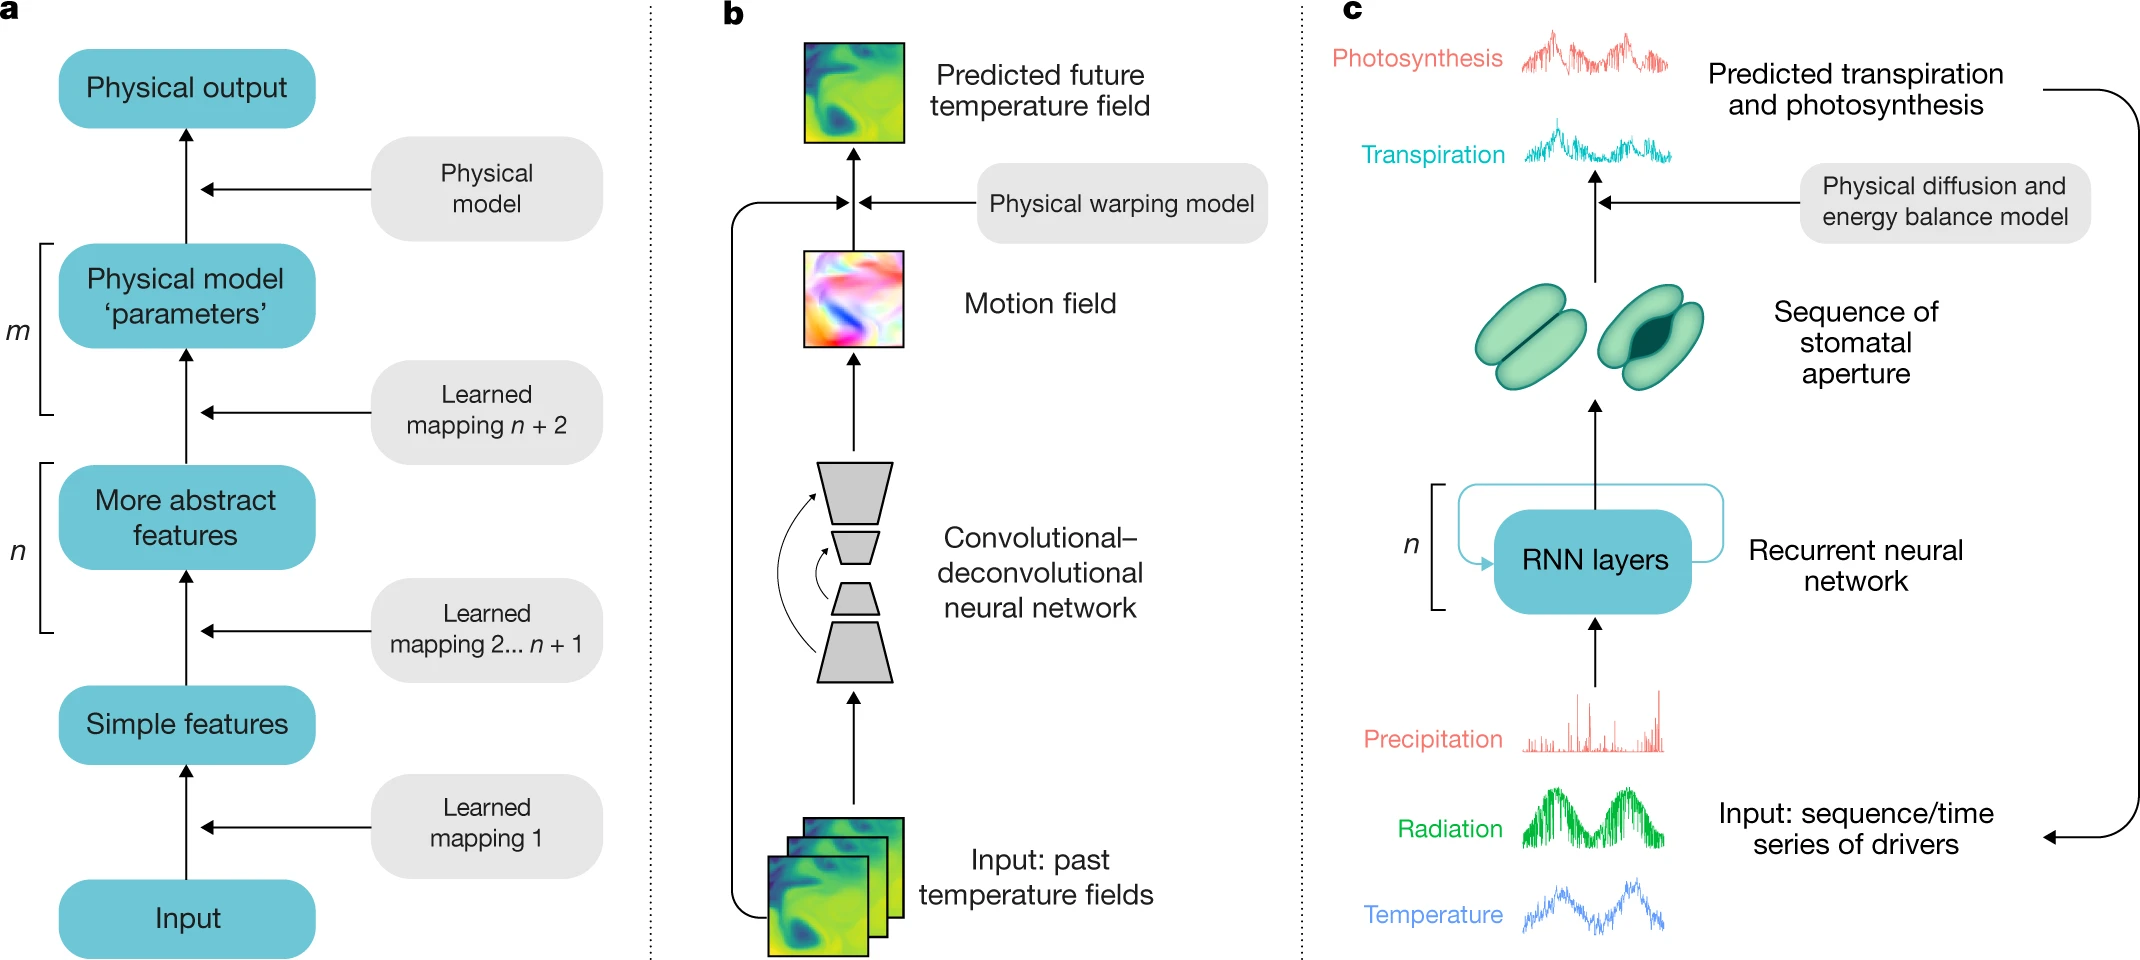 a
Physical output
Physical
model
m
Physical model
‘parameters’
Learned
mapping n + 2
n
More abstract
features
Learned
mapping 2... n + 1
Simple features
Learned
mapping 1
Input
b
Predicted future
temperature field
Physical warping model
Motion field
Convolutional–
deconvolutional
neural network
Input: past
temperature fields
c
Photosynthesis
Predicted transpiration
and photosynthesis
Transpiration
Physical diffusion and
energy balance model
Sequence of
stomatal
aperture
n
RNN layers
Recurrent neural
network
Precipitation
Radiation
Input: sequence/time
series of drivers
Temperature